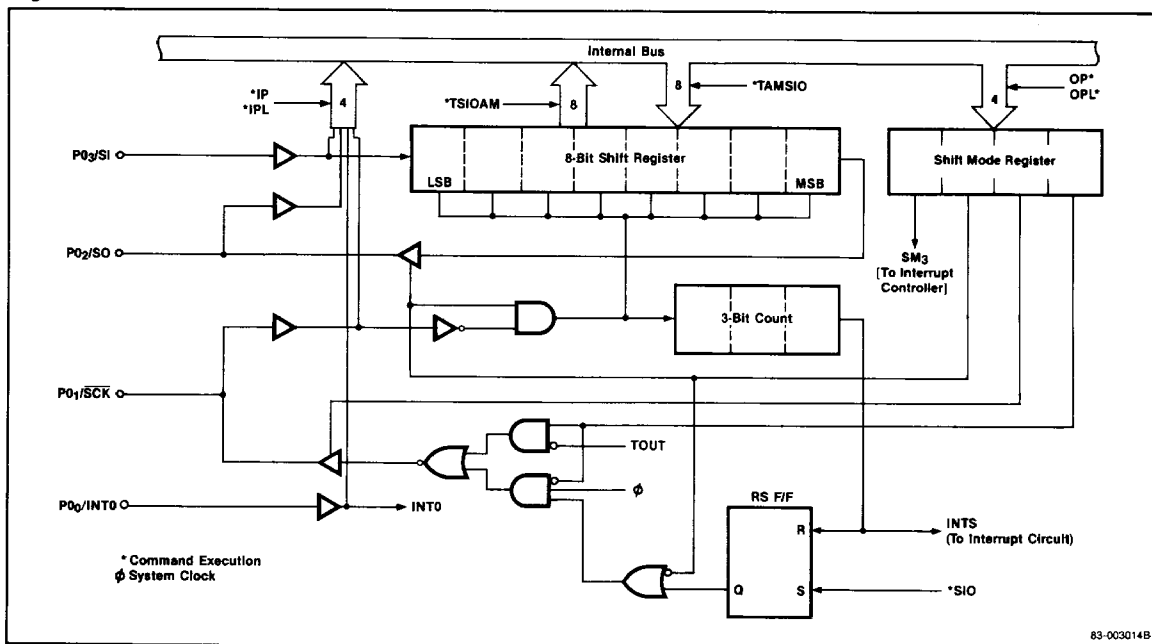 Internal Bus
*IP
*IPL
4
*TSIOAM
8
8
*TAMSIO
4
OP*
OPL*
P0₃/SI
8-Bit Shift Register
LSB
MSB
Shift Mode Register
P0₂/SO
SM₃
[To Interrupt
Controller]
3-Bit Count
P0₁/S̅C̅K̅
TOUT
ϕ
P0₀/INT0
INT0
RS F/F
R
INTS
(To Interrupt Circuit)
Q
S
*SIO
* Command Execution
ϕ System Clock
83-003014B